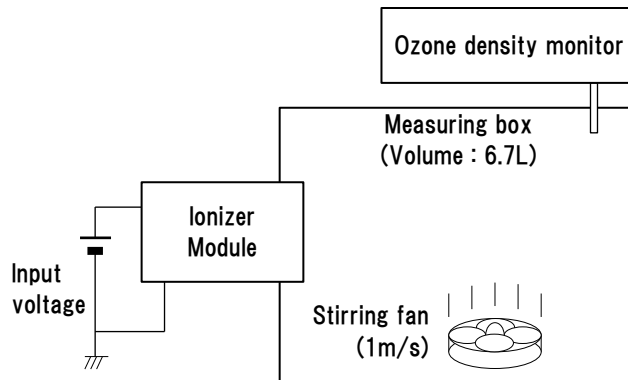 Ozone density monitor
Measuring box
(Volume : 6.7L)
Ionizer
Module
Input
voltage
Stirring fan
(1m/s)